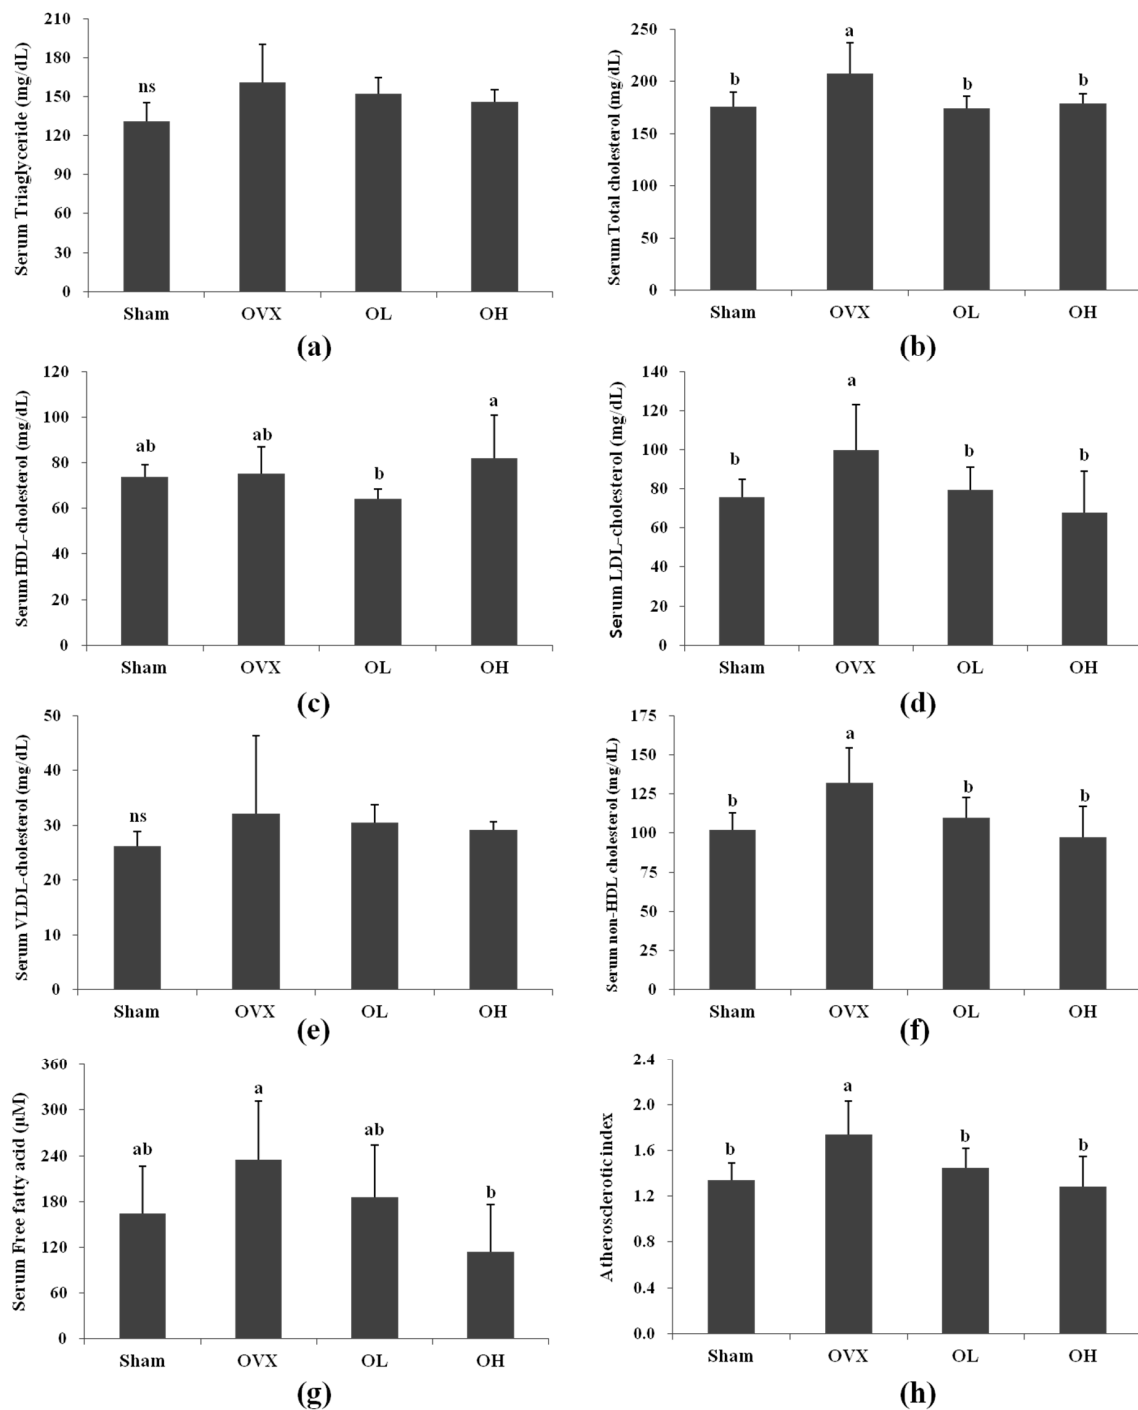 Serum Triaglyceride (mg/dL)
210
180
150
120
90
60
30
0
ns
Sham OVX OL OH
(a)
Serum Total cholesterol (mg/dL)
250
200
150
100
50
0
b a b b
Sham OVX OL OH
(b)
Serum HDL-cholesterol (mg/dL)
120
100
80
60
40
20
0
ab ab b a
Sham OVX OL OH
(c)
Serum LDL-cholesterol (mg/dL)
140
120
100
80
60
40
20
0
b a b b
Sham OVX OL OH
(d)
Serum VLDL-cholesterol (mg/dL)
50
40
30
20
10
0
ns
Sham OVX OL OH
(e)
Serum non-HDL cholesterol (mg/dL)
175
150
125
100
75
50
25
0
b a b b
Sham OVX OL OH
(f)
Serum Free fatty acid (µM)
360
300
240
180
120
60
0
ab a ab b
Sham OVX OL OH
(g)
Atherosclerotic index
2.4
2.0
1.6
1.2
0.8
0.4
0.0
b a b b
Sham OVX OL OH
(h)